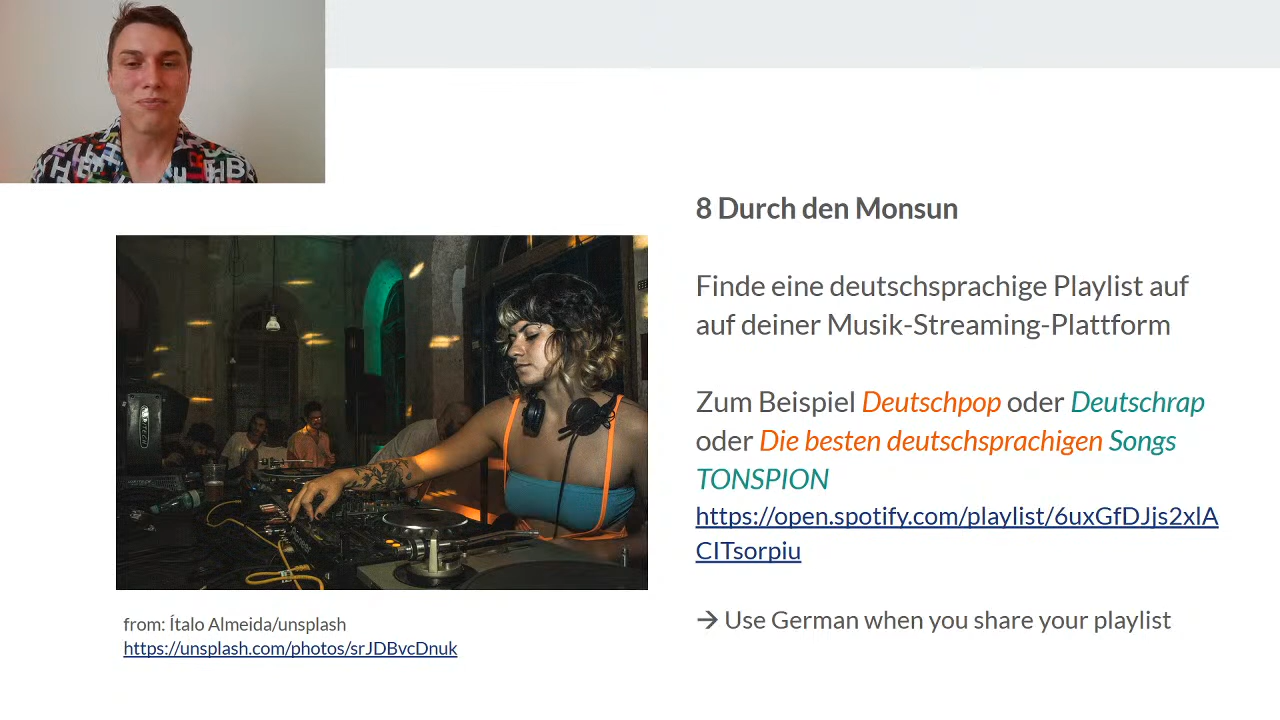 8 Durch den Monsun
Finde eine deutschsprachige Playlist auf
auf deiner Musik-Streaming-Plattform
Zum Beispiel Deutschpop oder Deutschrap
oder Die besten deutschsprachigen Songs
TONSPION
https://open.spotify.com/playlist/6uxGfDJjs2xlA
CITsorpiu
→ Use German when you share your playlist
from: Ítalo Almeida/unsplash
https://unsplash.com/photos/srJDBvcDnuk